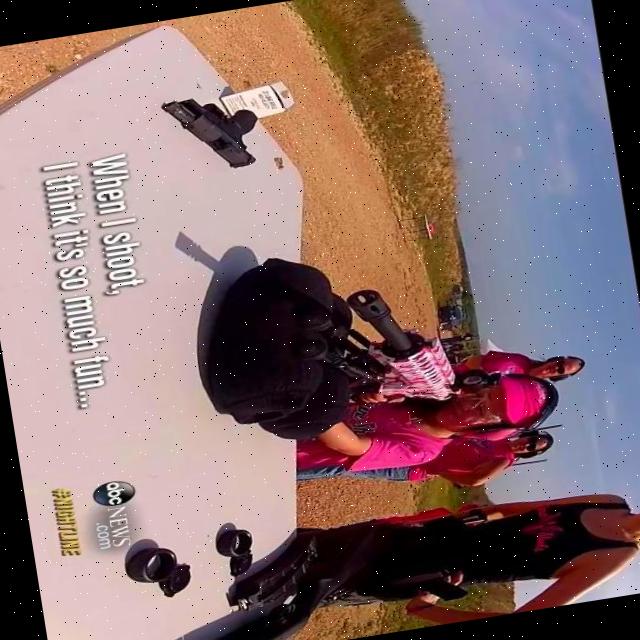 When I shoot,
I think it's so much fun...
abc NEWS
.com
#NIGHTLINE